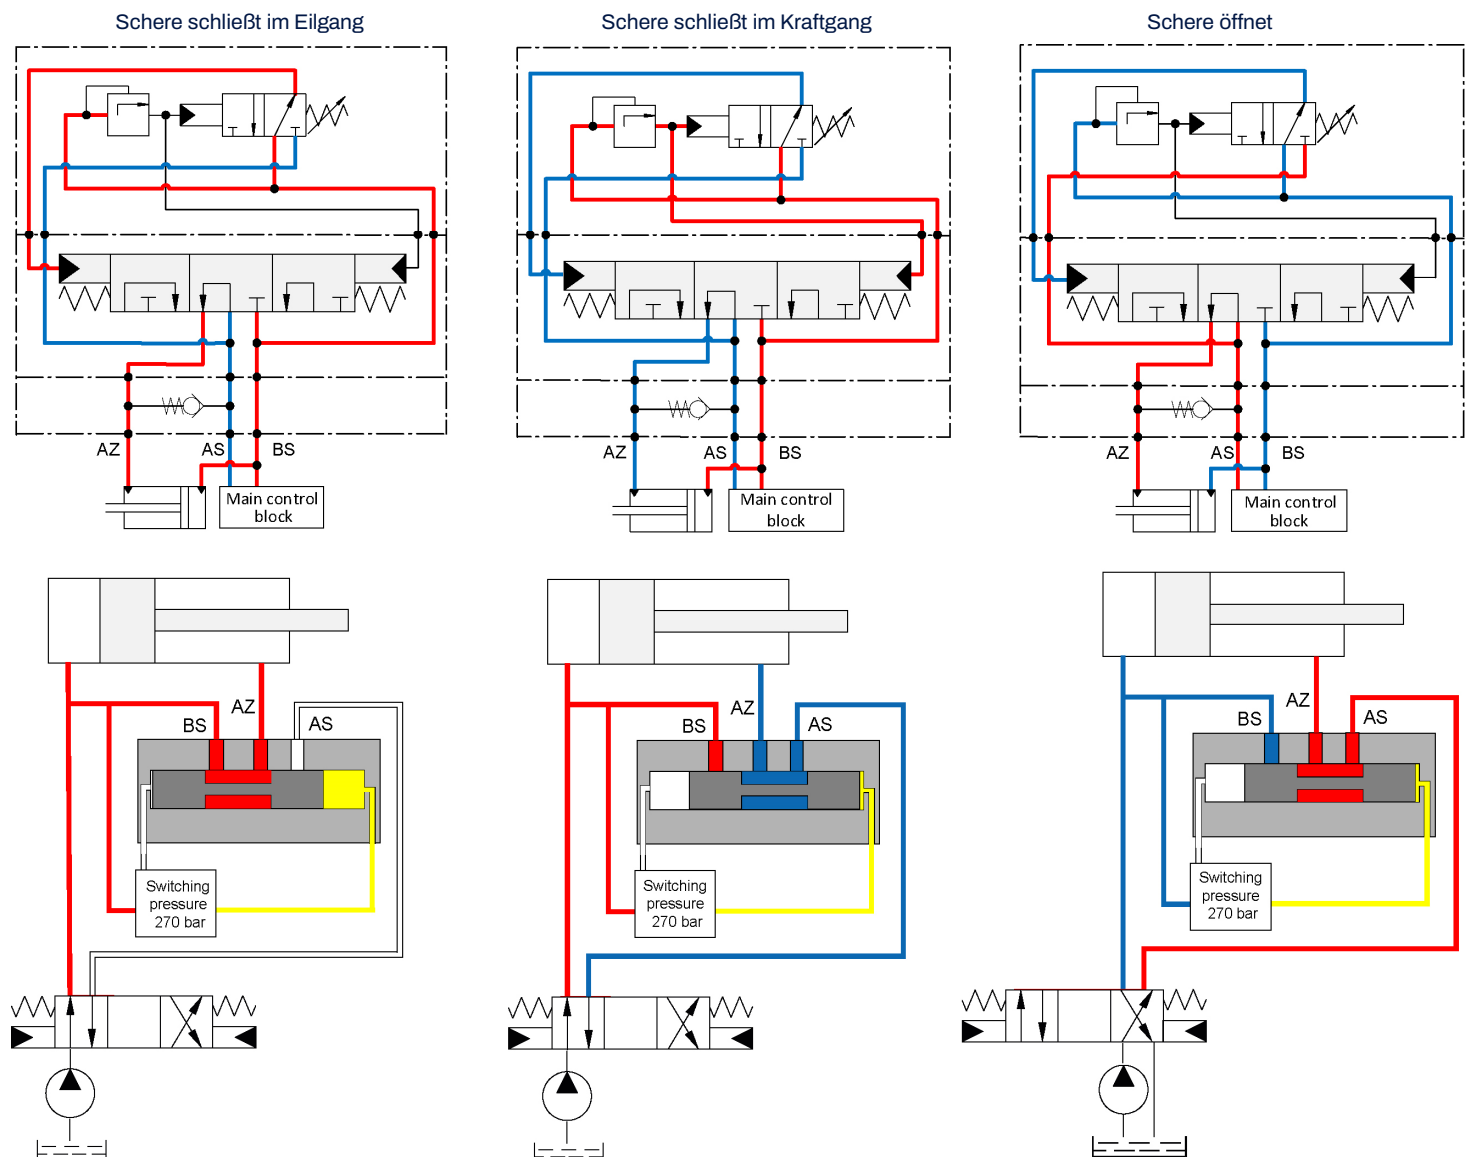 Schere schließt im Eilgang
Schere schließt im Kraftgang
Schere öffnet
AZ
AS
BS
Main control
block
AZ
AS
BS
Main control
block
AZ
AS
BS
Main control
block
BS
AZ
AS
Switching
pressure
270 bar
BS
AZ
AS
Switching
pressure
270 bar
BS
AZ
AS
Switching
pressure
270 bar